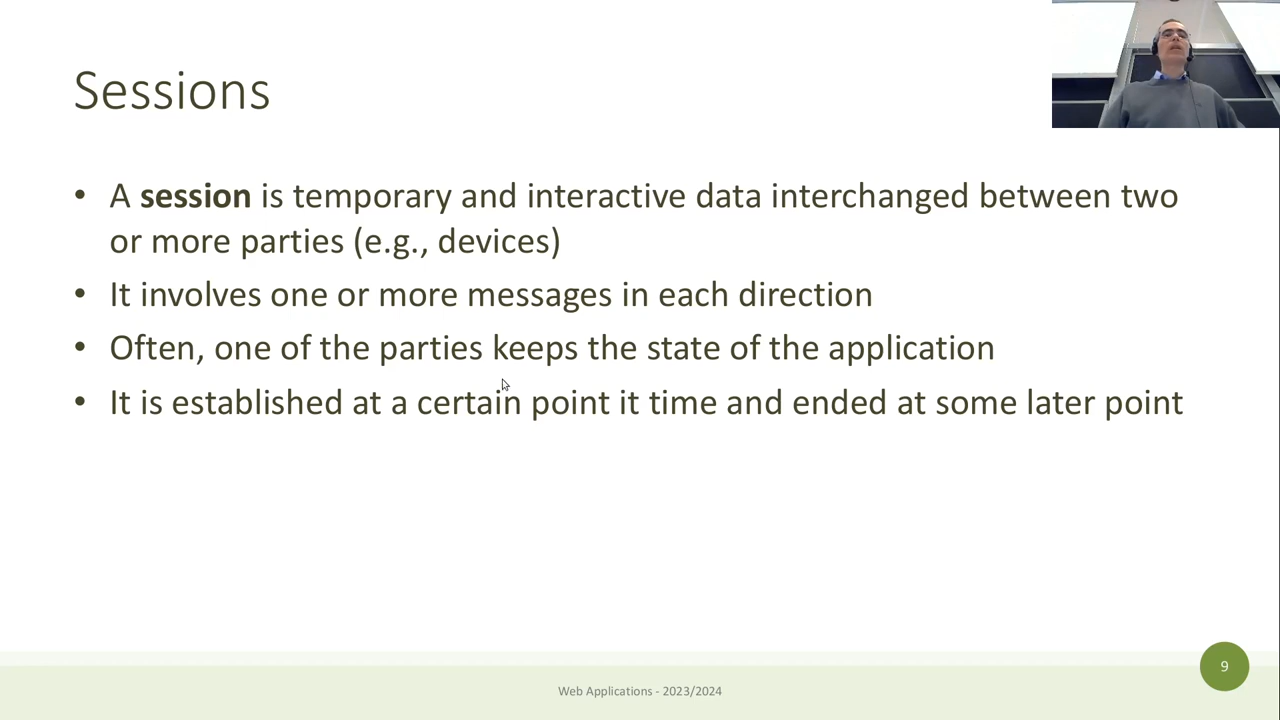 Sessions
• A session is temporary and interactive data interchanged between two
or more parties (e.g., devices)
• It involves one or more messages in each direction
• Often, one of the parties keeps the state of the application
• It is established at a certain point it time and ended at some later point
9
Web Applications - 2023/2024